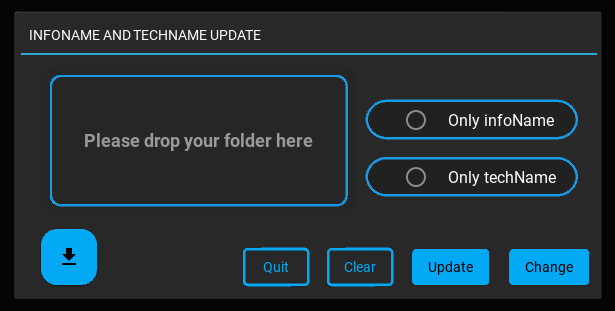 INFONAME AND TECHNAME UPDATE
Please drop your folder here
Only infoName
Only techName
Quit
Clear
Update
Change